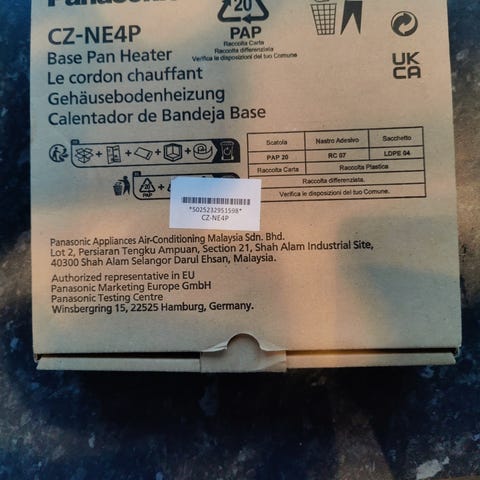 Panasonic
CZ-NE4P
Base Pan Heater
Le cordon chauffant
Gehäusebodenheizung
Calentador de Bandeja Base
20
PAP
Raccolta Carta
Raccolta differenziata.
Verifica le disposizioni del tuo Comune
UK
CA
Scatola Nastro Adesivo Sacchetto
PAP 20 RC 07 LDPE 04
Raccolta Carta Raccolta Plastica
Raccolta differenziata.
Verifica le disposizioni del tuo Comune.
20
PAP
*5025232951598*
CZ-NE4P
Panasonic Appliances Air-Conditioning Malaysia Sdn. Bhd.
Lot 2, Persiaran Tengku Ampuan, Section 21, Shah Alam Industrial Site,
40300 Shah Alam Selangor Darul Ehsan, Malaysia.
Authorized representative in EU
Panasonic Marketing Europe GmbH
Panasonic Testing Centre
Winsbergring 15, 22525 Hamburg, Germany.